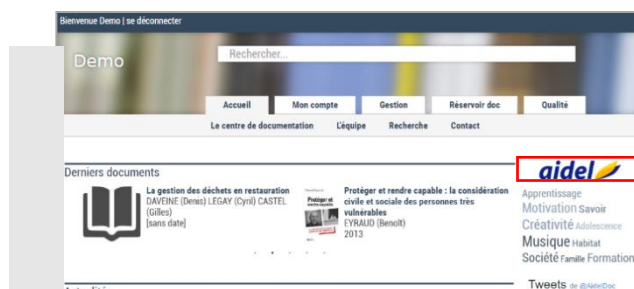 Bienvenue Demo | se déconnecter
Demo
Rechercher...
Accueil Mon compte Gestion Réservoir doc Qualité
Le centre de documentation L'équipe Recherche Contact
Derniers documents
La gestion des déchets en restauration
DAVEINE (Denis) LEGAY (Cyril) CASTEL
(Gilles)
[sans date]
Protéger et rendre capable : la considération
civile et sociale des personnes très
vulnérables
EYRAUD (Benoît)
2013
aidel
Apprentissage
Motivation Savoir
Créativité Adolescence
Musique Habitat
Société Famille Formation
Tweets de @AidelDoc